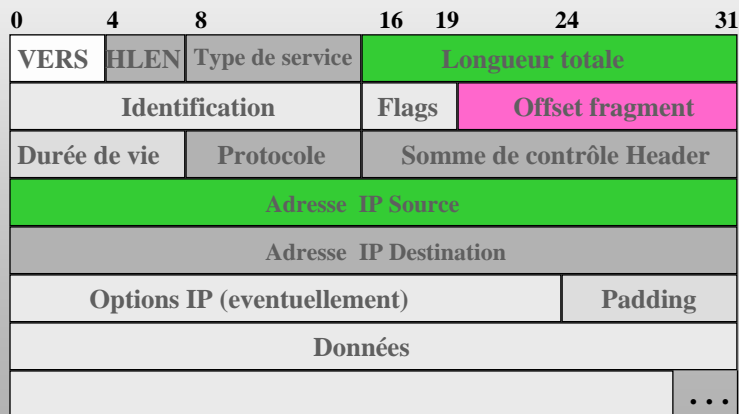 0 4 8 16 19 24 31
VERS HLEN Type de service Longueur totale
Identification Flags Offset fragment
Durée de vie Protocole Somme de contrôle Header
Adresse IP Source
Adresse IP Destination
Options IP (eventuellement) Padding
Données
...